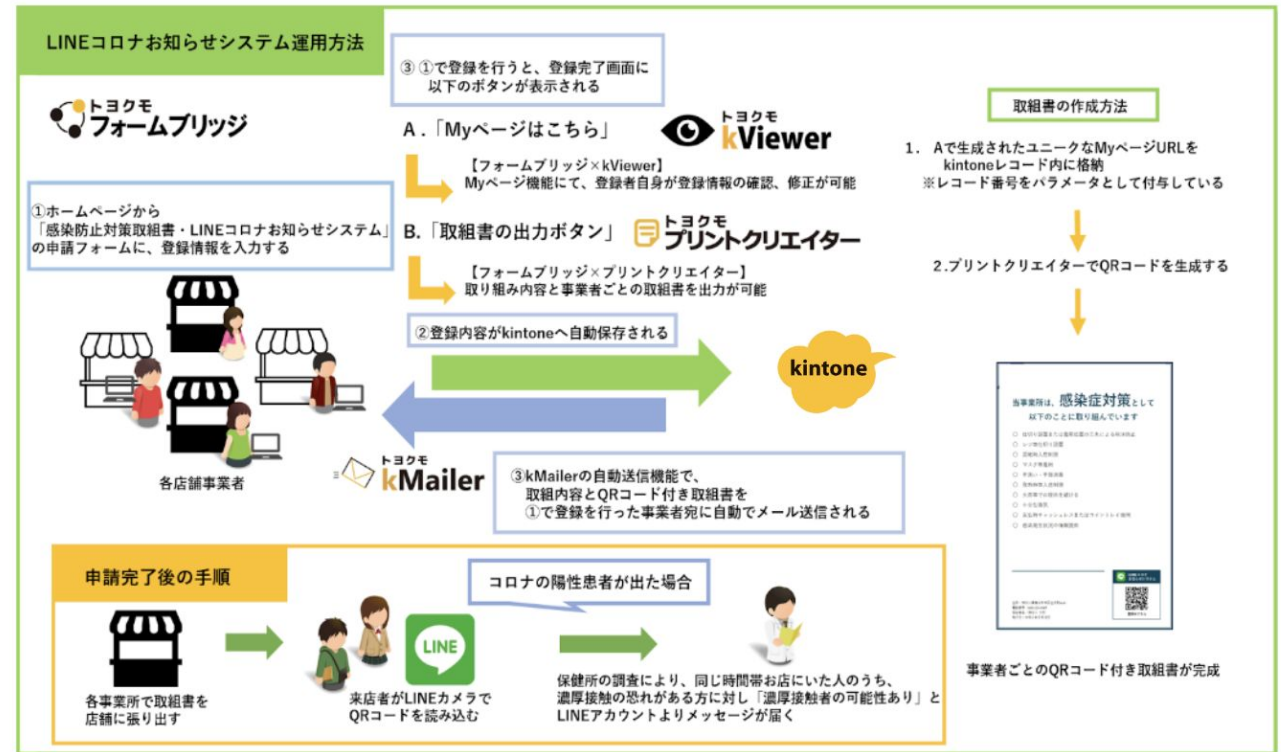 LINEコロナお知らせシステム運用方法
トヨクモ
フォームブリッジ
①ホームページから
「感染防止対策取組書・LINEコロナお知らせシステム」
の申請フォームに、登録情報を入力する
各店舗事業者
③ ①で登録を行うと、登録完了画面に
以下のボタンが表示される
A．「Myページはこちら」
トヨクモ
kViewer
【フォームブリッジ×kViewer】
Myページ機能にて、登録者自身が登録情報の確認、修正が可能
B.「取組書の出力ボタン」
トヨクモ
プリントクリエイター
【フォームブリッジ×プリントクリエイター】
取り組み内容と事業者ごとの取組書を出力が可能
②登録内容がkintoneへ自動保存される
kintone
トヨクモ
kMailer
③kMailerの自動送信機能で、
取組内容とQRコード付き取組書を
①で登録を行った事業者宛に自動でメール送信される
取組書の作成方法
1． Aで生成されたユニークなMyページURLを
kintoneレコード内に格納
※レコード番号をパラメータとして付与している
2.プリントクリエイターでQRコードを生成する
当事業所は、感染症対策として
以下のことに取り組んでいます
事業者ごとのQRコード付き取組書が完成
申請完了後の手順
各事業所で取組書を
店舗に張り出す
LINE
来店者がLINEカメラで
QRコードを読み込む
コロナの陽性患者が出た場合
保健所の調査により、同じ時間帯お店にいた人のうち、
濃厚接触の恐れがある方に対し「濃厚接触者の可能性あり」と
LINEアカウントよりメッセージが届く